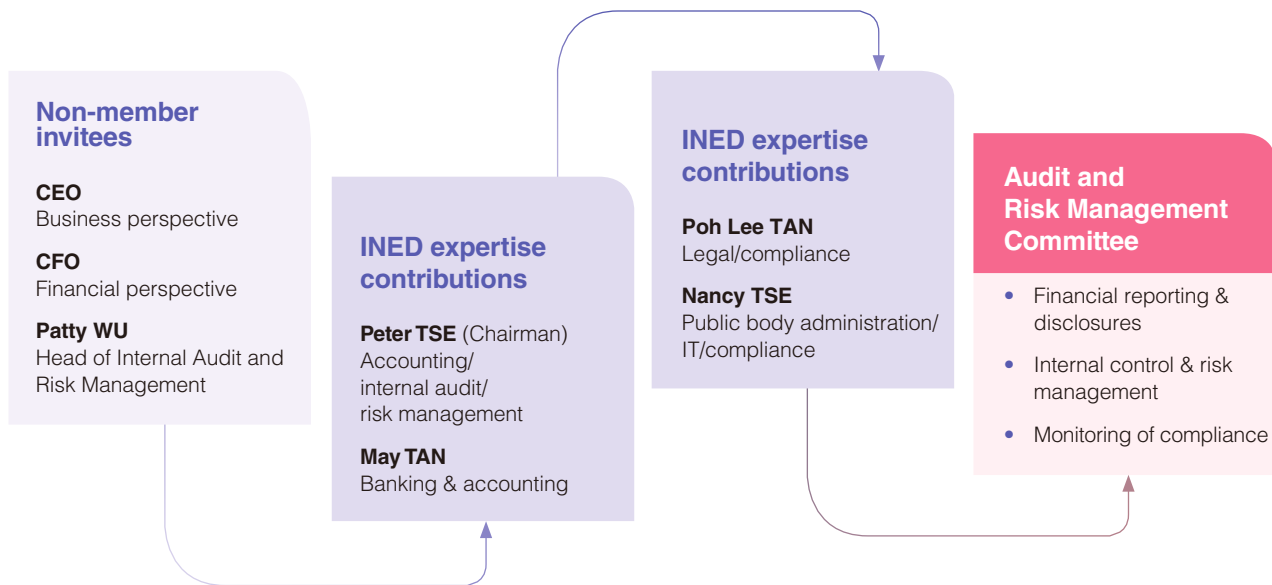 Non-member
invitees
CEO
Business perspective
CFO
Financial perspective
Patty WU
Head of Internal Audit and
Risk Management
INED expertise
contributions
Peter TSE (Chairman)
Accounting/
internal audit/
risk management
May TAN
Banking & accounting
INED expertise
contributions
Poh Lee TAN
Legal/compliance
Nancy TSE
Public body administration/
IT/compliance
Audit and
Risk Management
Committee
• Financial reporting &
disclosures
• Internal control & risk
management
• Monitoring of compliance